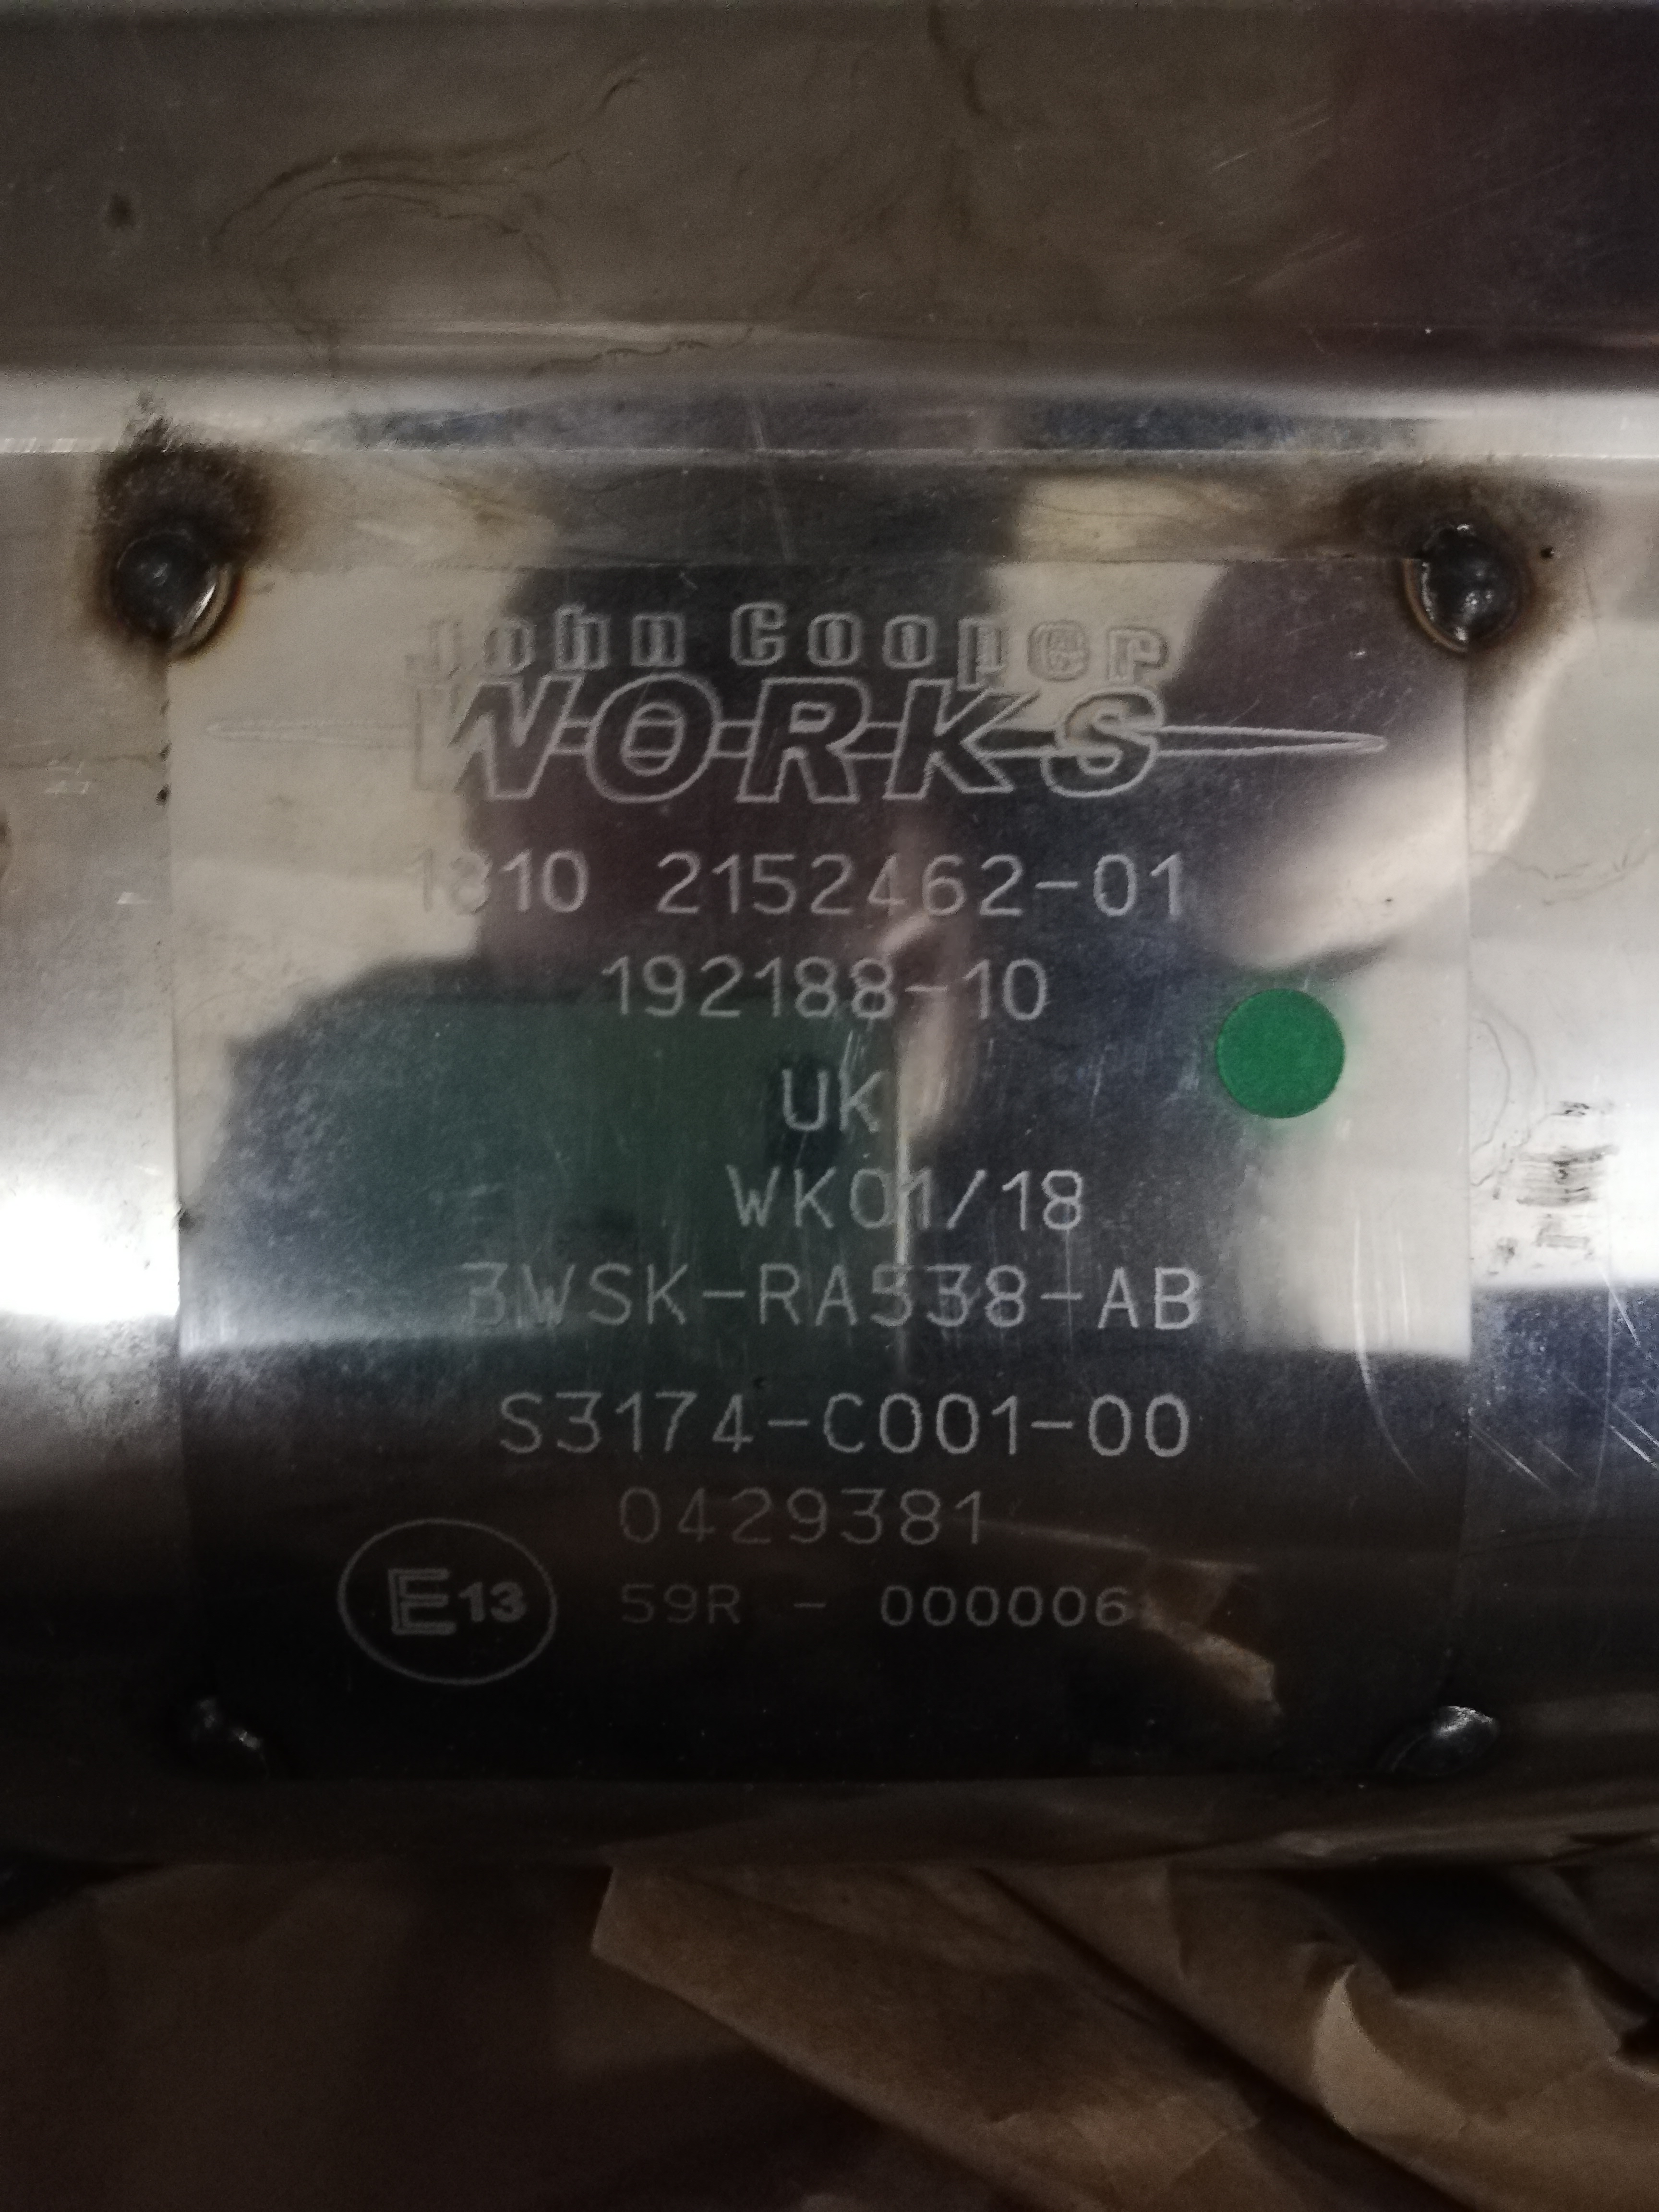 John Cooper
WORKS
1810 2152462-01
192188-10
UK
WK01/18
3WSK-RA538-AB
S3174-C001-00
0429381
E13 59R - 000006